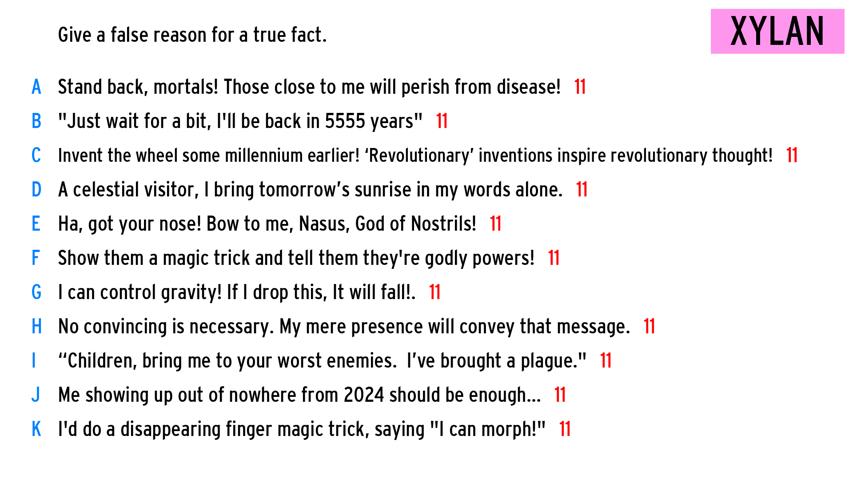 Give a false reason for a true fact.
XYLAN
A Stand back, mortals! Those close to me will perish from disease! 11
B "Just wait for a bit, I'll be back in 5555 years" 11
C Invent the wheel some millennium earlier! ‘Revolutionary’ inventions inspire revolutionary thought! 11
D A celestial visitor, I bring tomorrow’s sunrise in my words alone. 11
E Ha, got your nose! Bow to me, Nasus, God of Nostrils! 11
F Show them a magic trick and tell them they're godly powers! 11
G I can control gravity! If I drop this, It will fall!. 11
H No convincing is necessary. My mere presence will convey that message. 11
I “Children, bring me to your worst enemies.  I’ve brought a plague." 11
J Me showing up out of nowhere from 2024 should be enough... 11
K I'd do a disappearing finger magic trick, saying "I can morph!" 11